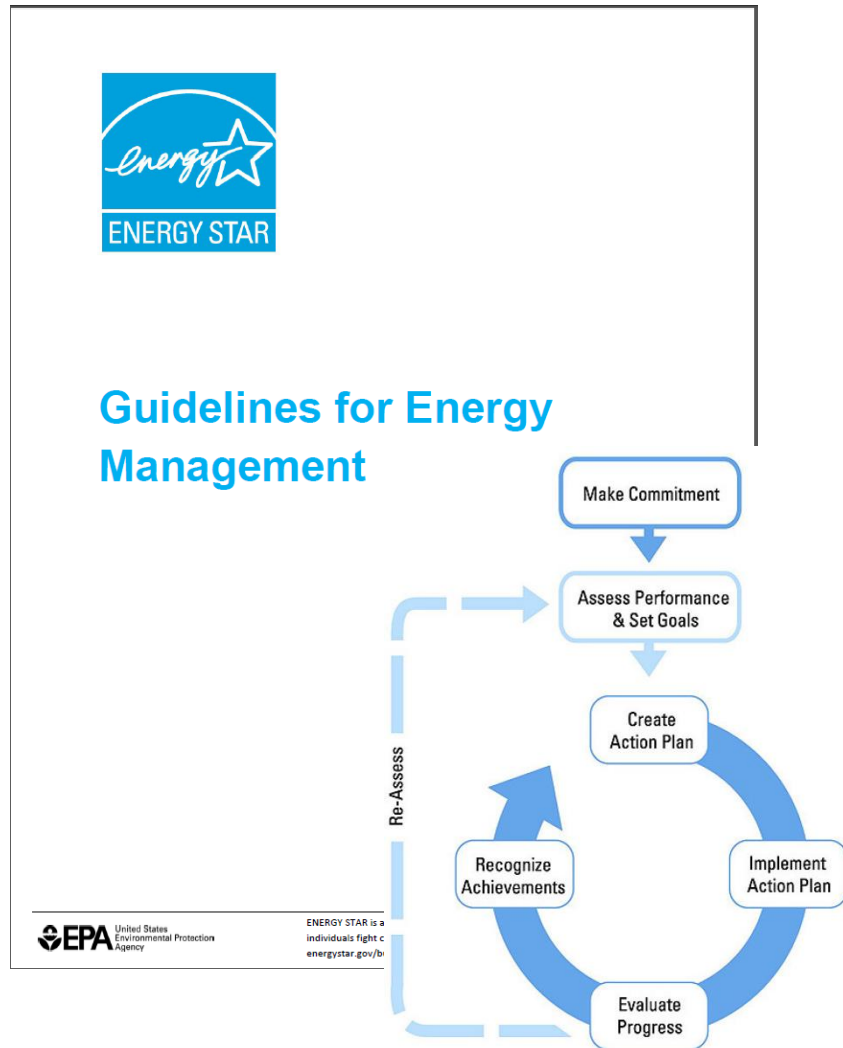 energy
ENERGY STAR
Guidelines for Energy
Management
Make Commitment
Assess Performance
& Set Goals
Create
Action Plan
Re-Assess
Recognize
Achievements
Implement
Action Plan
Evaluate
Progress
EPA
United States
Environmental Protection
Agency
ENERGY STAR is a
individuals fight c
energystar.gov/b